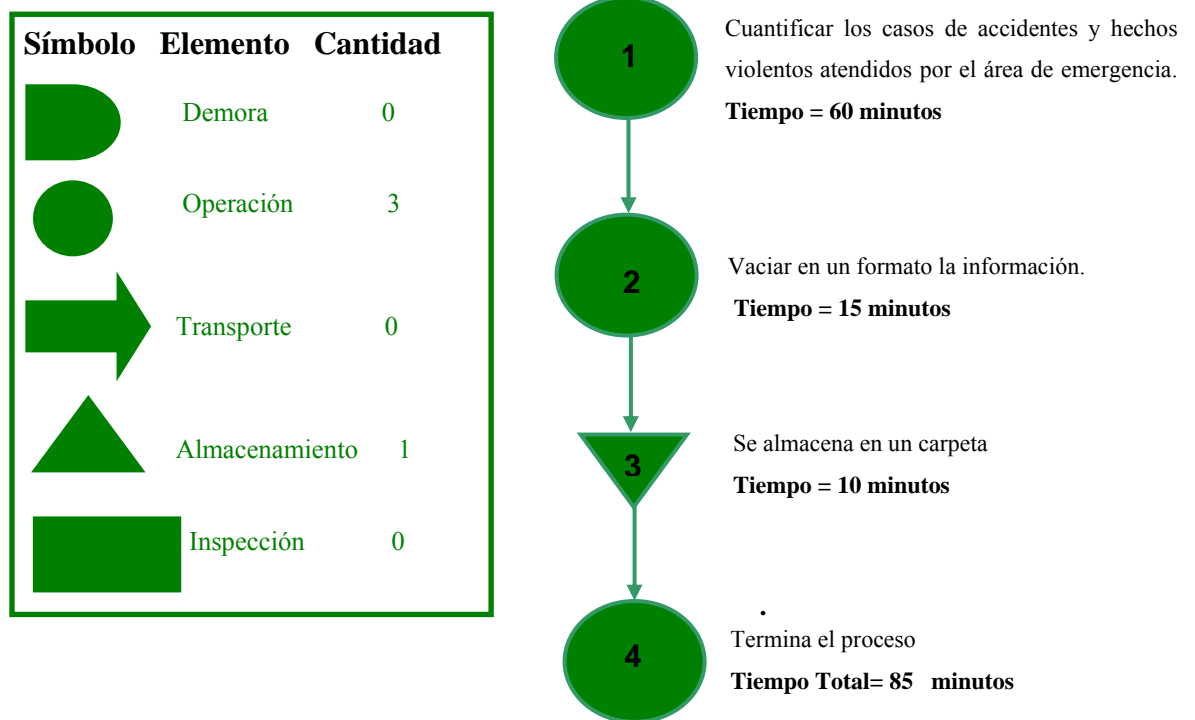 Símbolo Elemento Cantidad
Demora 0
Operación 3
Transporte 0
Almacenamiento 1
Inspección 0
1
Cuantificar los casos de accidentes y hechos
violentos atendidos por el área de emergencia.
Tiempo = 60 minutos
2
Vaciar en un formato la información.
Tiempo = 15 minutos
3
Se almacena en un carpeta
Tiempo = 10 minutos
.
4
Termina el proceso
Tiempo Total= 85 minutos